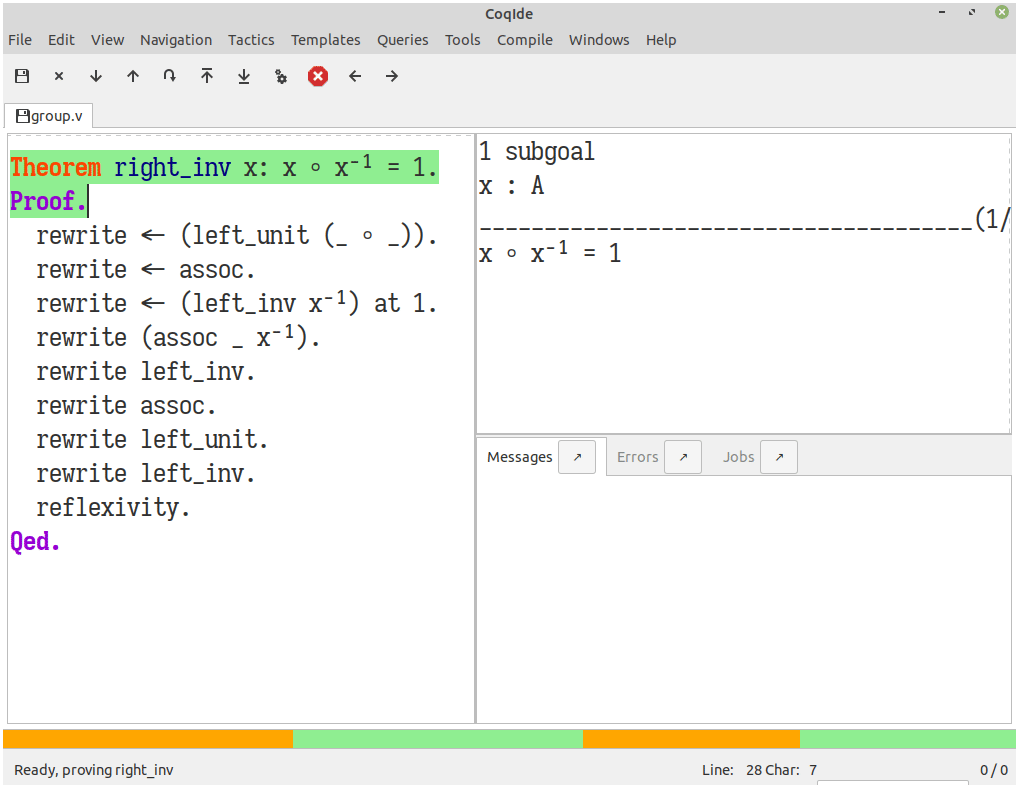 CoqIde
File Edit View Navigation Tactics Templates Queries Tools Compile Windows Help
group.v
Theorem right_inv x: x ∘ x⁻¹ = 1.
Proof.
rewrite ← (left_unit (_ ∘ _)).
rewrite ← assoc.
rewrite ← (left_inv x⁻¹) at 1.
rewrite (assoc _ x⁻¹).
rewrite left_inv.
rewrite assoc.
rewrite left_unit.
rewrite left_inv.
reflexivity.
Qed.
1 subgoal
x : A
______________________________________(1/
x ∘ x⁻¹ = 1
Messages Errors Jobs
Ready, proving right_inv
Line: 28 Char: 7
0 / 0